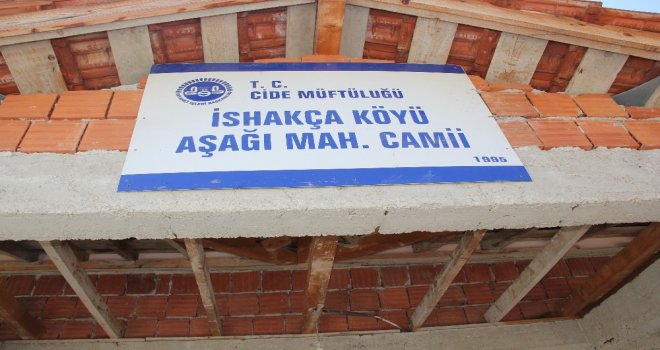 T. C.
CİDE MÜFTÜLÜĞÜ
İSHAKÇA KÖYÜ
AŞAĞI MAH. CAMİİ
1995